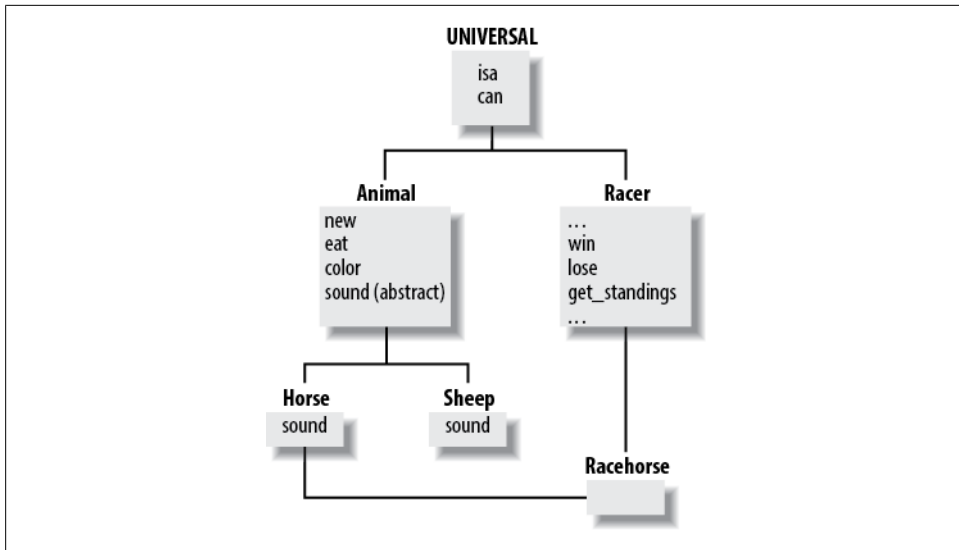 UNIVERSAL
isa
can
Animal
new
eat
color
sound (abstract)
Racer
...
win
lose
get_standings
...
Horse
sound
Sheep
sound
Racehorse